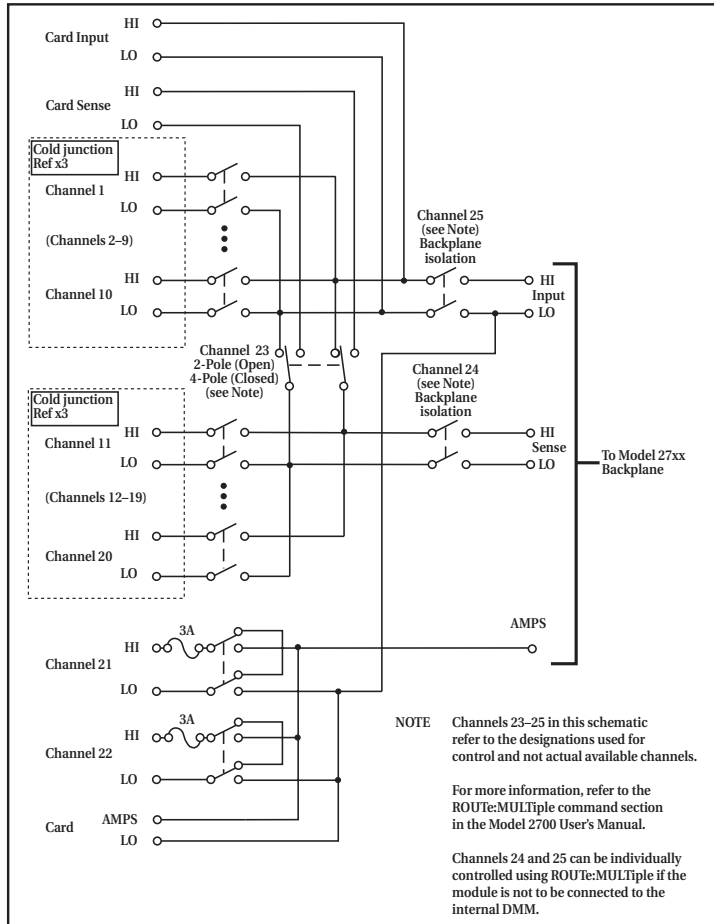 HI
Card Input
LO
HI
Card Sense
LO
Cold junction
Ref x3
HI
Channel 1
LO
(Channels 2–9)
HI
Channel 10
LO
Channel 25
(see Note)
Backplane
isolation
HI
Input
LO
Channel 23
2-Pole (Open)
4-Pole (Closed)
(see Note)
Channel 24
(see Note)
Backplane
isolation
Cold junction
Ref x3
HI
Channel 11
LO
(Channels 12–19)
HI
Channel 20
LO
HI
Sense
LO
To Model 27xx
Backplane
AMPS
3A
HI
Channel 21
LO
3A
HI
Channel 22
LO
AMPS
Card
LO
NOTE Channels 23–25 in this schematic
refer to the designations used for
control and not actual available channels.
For more information, refer to the
ROUTe:MULTiple command section
in the Model 2700 User's Manual.
Channels 24 and 25 can be individually
controlled using ROUTe:MULTiple if the
module is not to be connected to the
internal DMM.